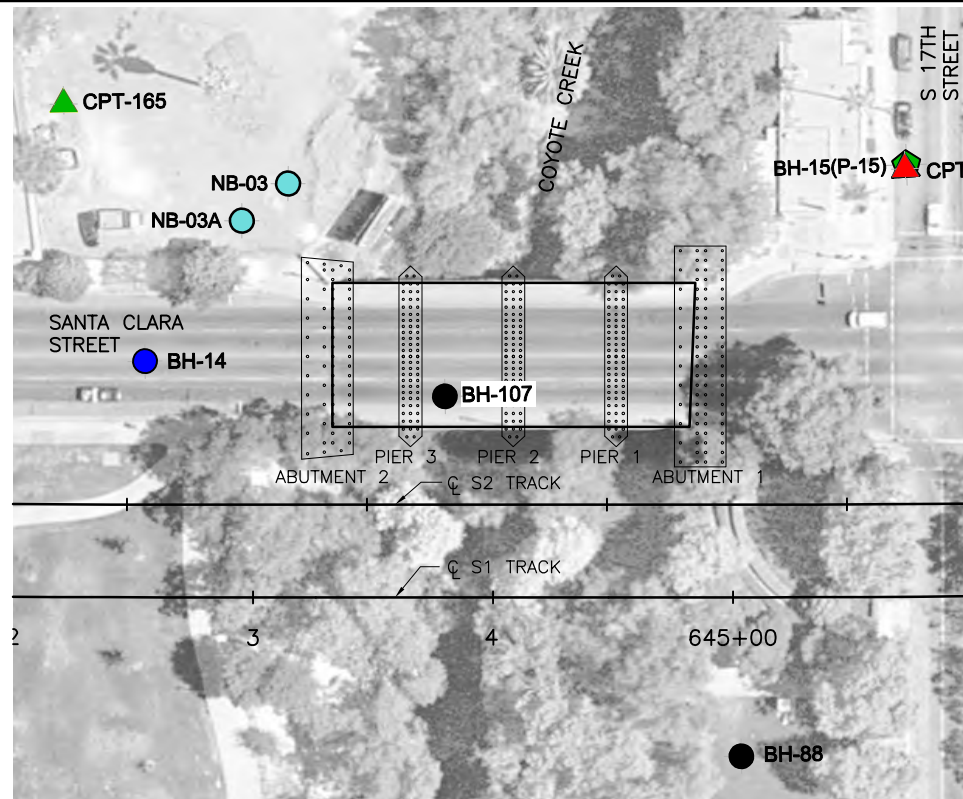 S 17TH
STREET
CPT-165
COYOTE CREEK
BH-15(P-15)
CPT
NB-03
NB-03A
SANTA CLARA
STREET
BH-14
BH-107
PIER 3
PIER 2
PIER 1
ABUTMENT 2
ABUTMENT 1
℄ S2 TRACK
℄ S1 TRACK
2
3
4
645+00
BH-88